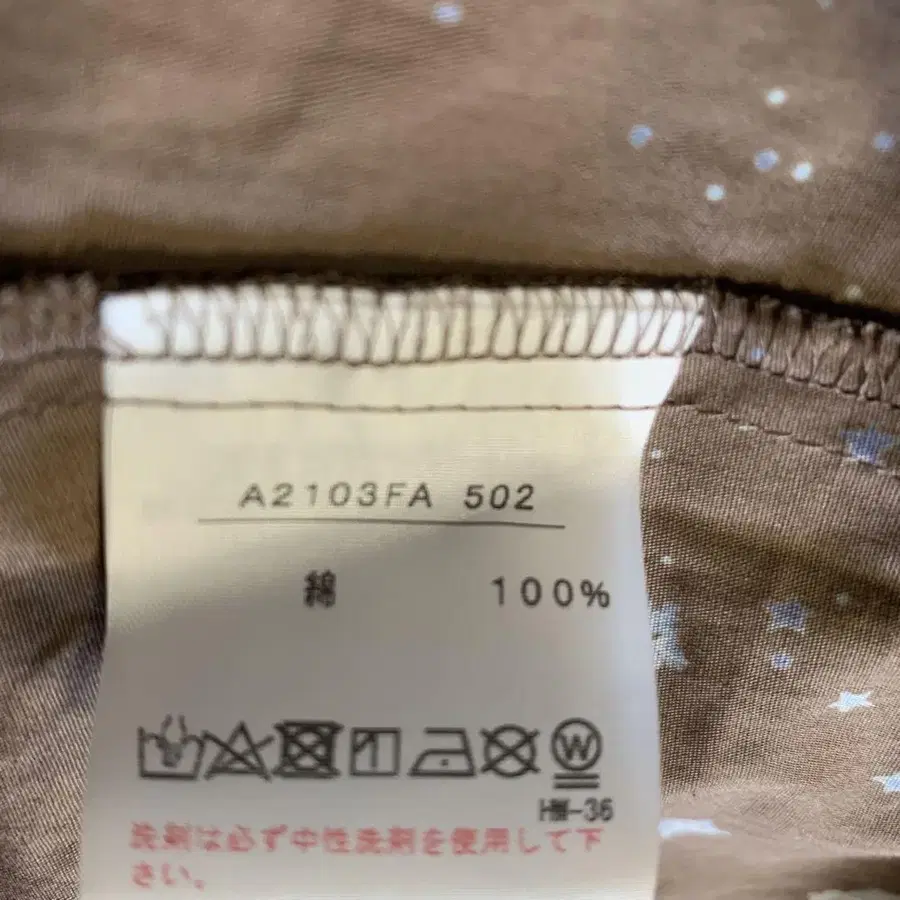 A2103FA 502
綿 100%
W
HW-36
洗剤は必ず中性洗剤を使用して下
さい。